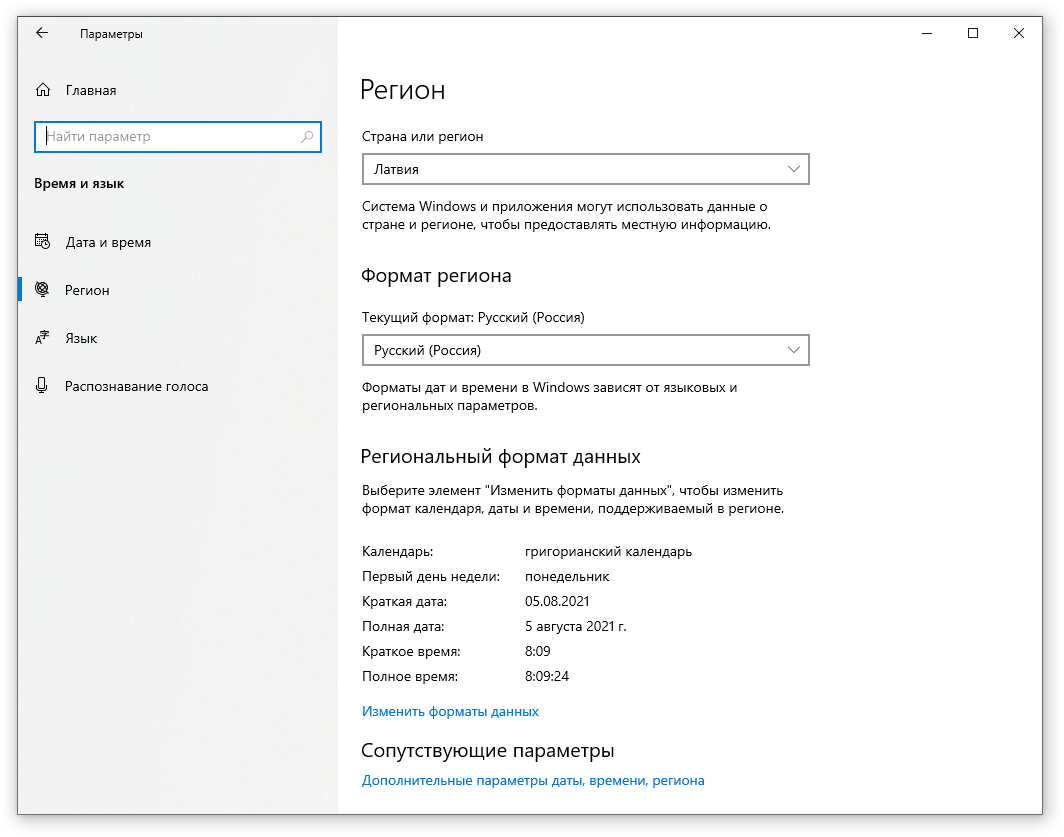 Параметры
Главная
Найти параметр
Время и язык
Дата и время
Регион
Язык
Распознавание голоса
Регион
Страна или регион
Латвия
Система Windows и приложения могут использовать данные о
стране и регионе, чтобы предоставлять местную информацию.
Формат региона
Текущий формат: Русский (Россия)
Русский (Россия)
Форматы дат и времени в Windows зависят от языковых и
региональных параметров.
Региональный формат данных
Выберите элемент "Изменить форматы данных", чтобы изменить
формат календаря, даты и времени, поддерживаемый в регионе.
Календарь: григорианский календарь
Первый день недели: понедельник
Краткая дата: 05.08.2021
Полная дата: 5 августа 2021 г.
Краткое время: 8:09
Полное время: 8:09:24
Изменить форматы данных
Сопутствующие параметры
Дополнительные параметры даты, времени, региона